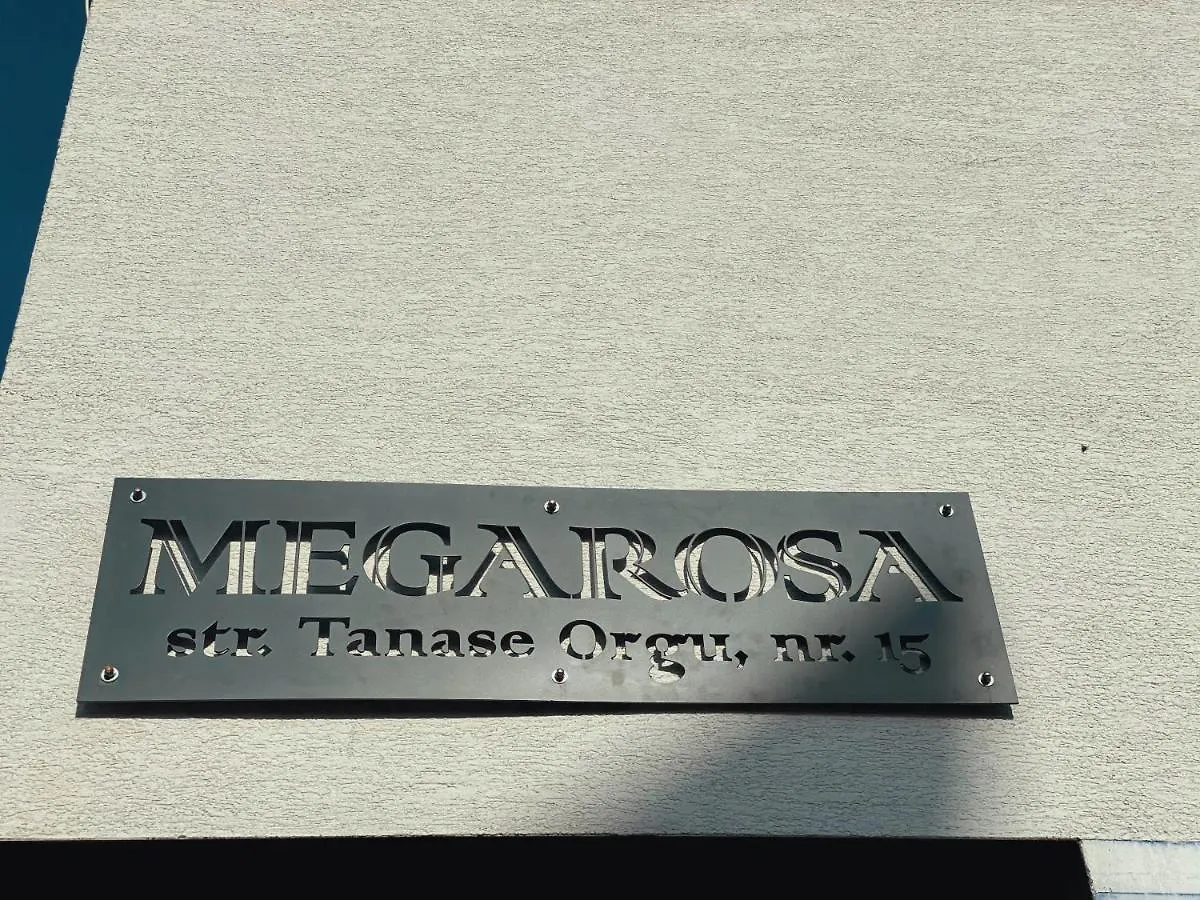 MEGAROSA
str. Tanase Orgu, nr. 15